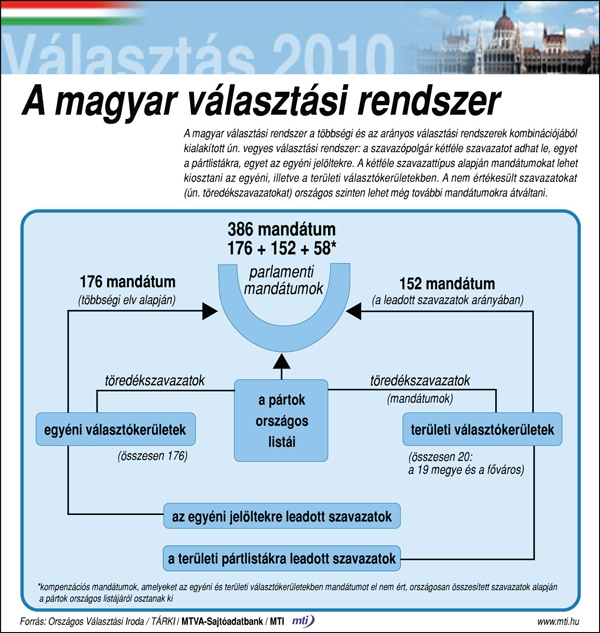 Választás 2010
A magyar választási rendszer
A magyar választási rendszer a többségi és az arányos választási rendszerek kombinációjából
kialakított ún. vegyes választási rendszer: a szavazópolgár kétféle szavazatot adhat le, egyet
a pártlistákra, egyet az egyéni jelöltekre. A kétféle szavazattípus alapján mandátumokat lehet
kiosztani az egyéni, illetve a területi választókerületekben. A nem értékesült szavazatokat
(ún. töredékszavazatokat) országos szinten lehet még további mandátumokra átváltani.
386 mandátum
176 + 152 + 58*
parlamenti
mandátumok
176 mandátum
(többségi elv alapján)
152 mandátum
(a leadott szavazatok arányában)
töredékszavazatok
töredékszavazatok
(mandátumok)
a pártok
országos
listái
egyéni választókerületek
(összesen 176)
területi választókerületek
(összesen 20:
a 19 megye és a főváros)
az egyéni jelöltekre leadott szavazatok
a területi pártlistákra leadott szavazatok
*kompenzációs mandátumok, amelyeket az egyéni és területi választókerületekben mandátumot el nem ért, országosan összesített szavazatok alapján
a pártok országos listájáról osztanak ki
Forrás: Országos Választási Iroda / TÁRKI / MTVA-Sajtóadatbank / MTI mti www.mti.hu